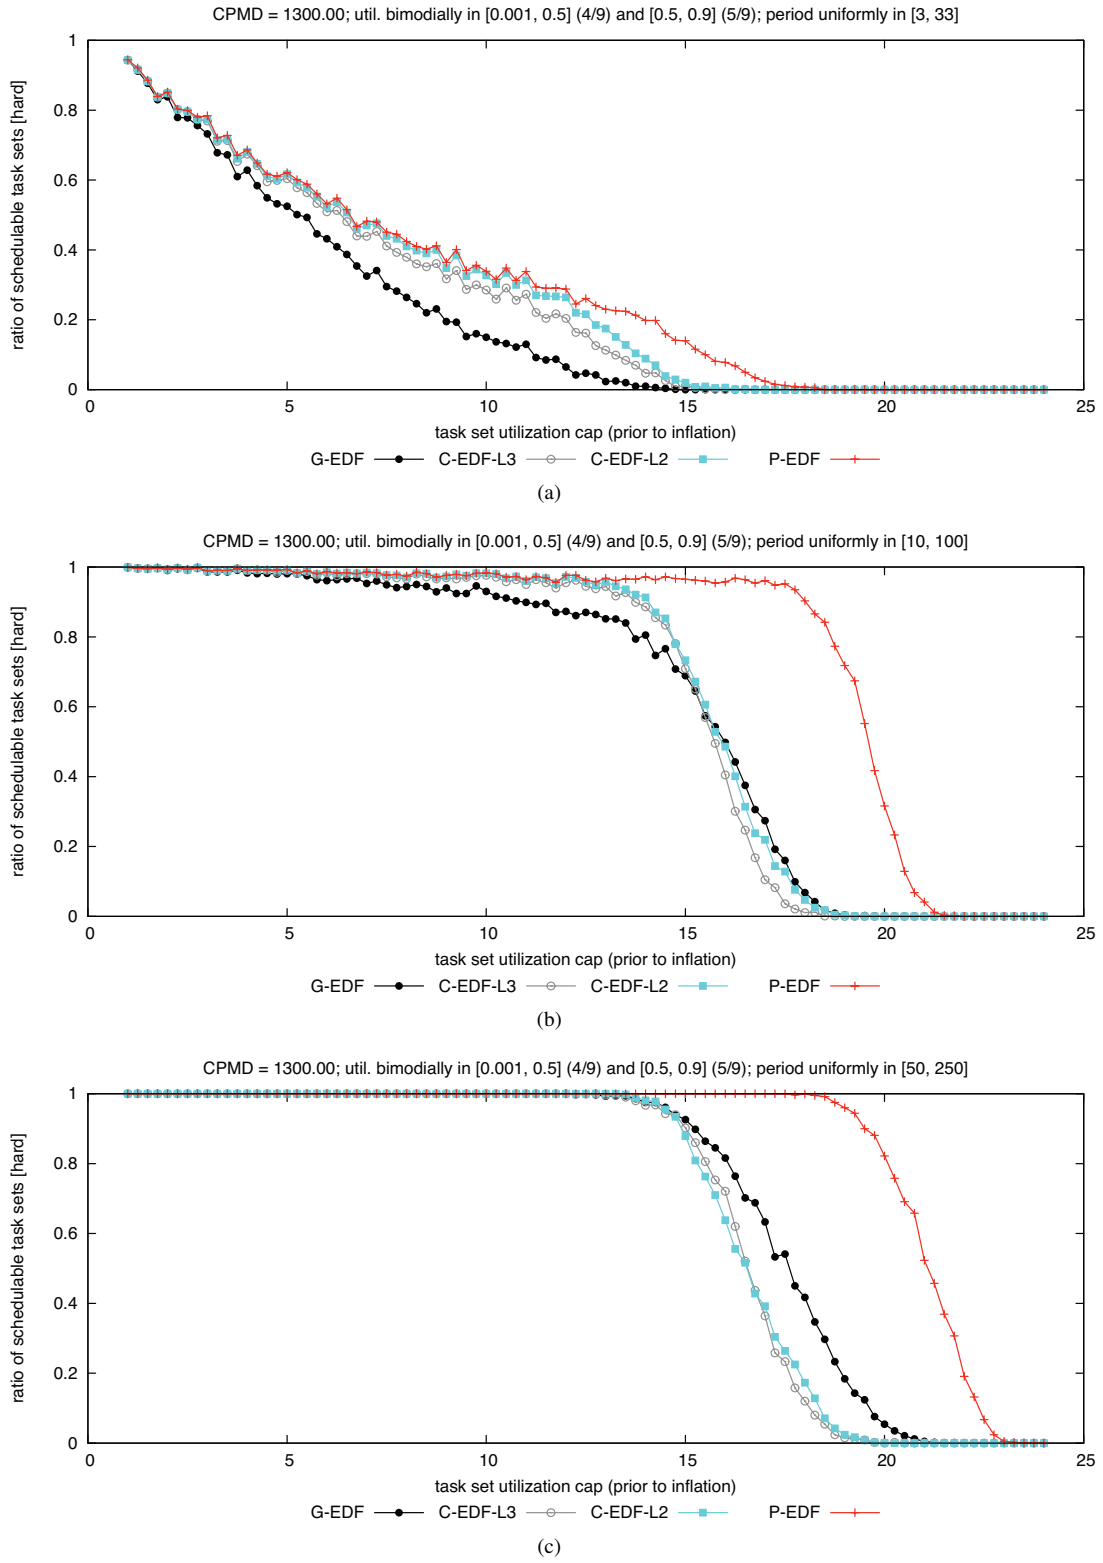 CPMD = 1300.00; util. bimodially in [0.001, 0.5] (4/9) and [0.5, 0.9] (5/9); period uniformly in [3, 33]
1
0.8
0.6
0.4
0.2
0
ratio of schedulable task sets [hard]
0 5 10 15 20 25
task set utilization cap (prior to inflation)
G-EDF C-EDF-L3 C-EDF-L2 P-EDF
(a)
CPMD = 1300.00; util. bimodially in [0.001, 0.5] (4/9) and [0.5, 0.9] (5/9); period uniformly in [10, 100]
1
0.8
0.6
0.4
0.2
0
ratio of schedulable task sets [hard]
0 5 10 15 20 25
task set utilization cap (prior to inflation)
G-EDF C-EDF-L3 C-EDF-L2 P-EDF
(b)
CPMD = 1300.00; util. bimodially in [0.001, 0.5] (4/9) and [0.5, 0.9] (5/9); period uniformly in [50, 250]
1
0.8
0.6
0.4
0.2
0
ratio of schedulable task sets [hard]
0 5 10 15 20 25
task set utilization cap (prior to inflation)
G-EDF C-EDF-L3 C-EDF-L2 P-EDF
(c)